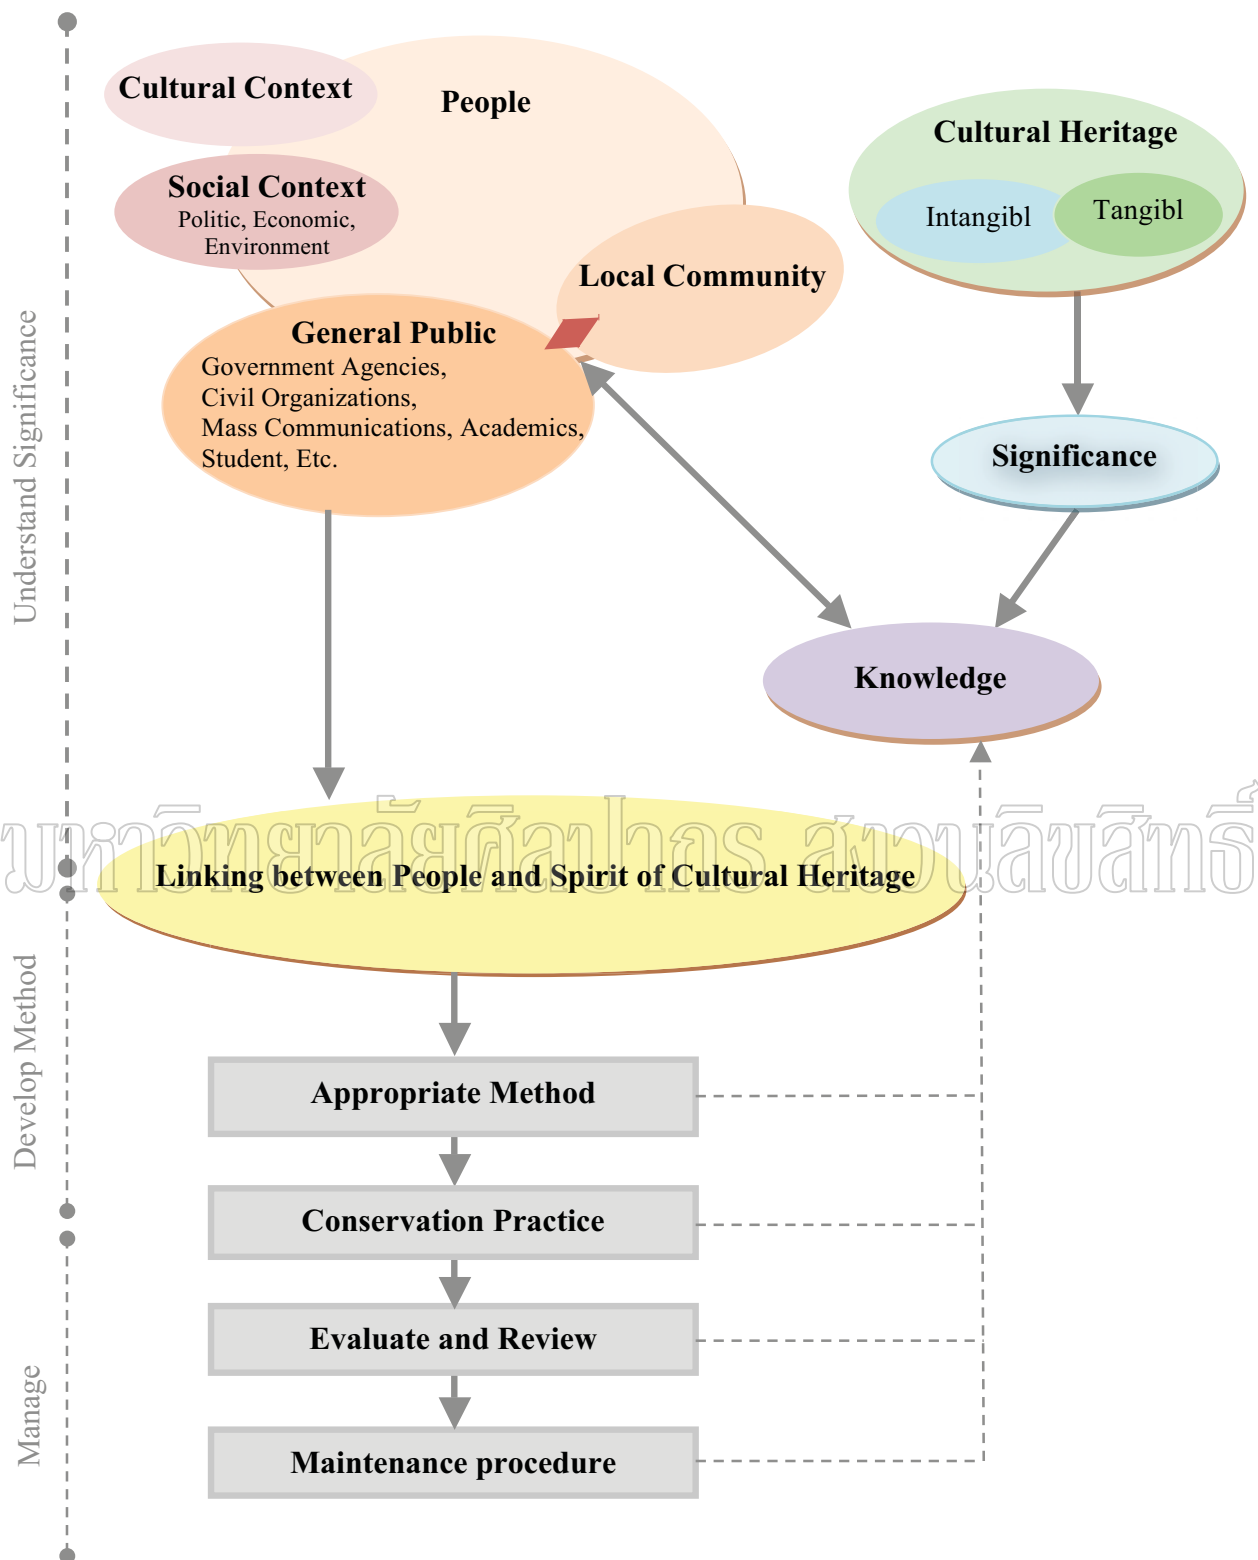 Cultural Context
People
Cultural Heritage
Social Context
Politic, Economic,
Environment
Intangibl
Tangibl
Local Community
General Public
Government Agencies,
Civil Organizations,
Mass Communications, Academics,
Student, Etc.
Significance
Understand Significance
Knowledge
มหาวิทยาลัยศิลปากร สงวนลิขสิทธิ์
Linking between People and Spirit of Cultural Heritage
Develop Method
Appropriate Method
Conservation Practice
Evaluate and Review
Manage
Maintenance procedure